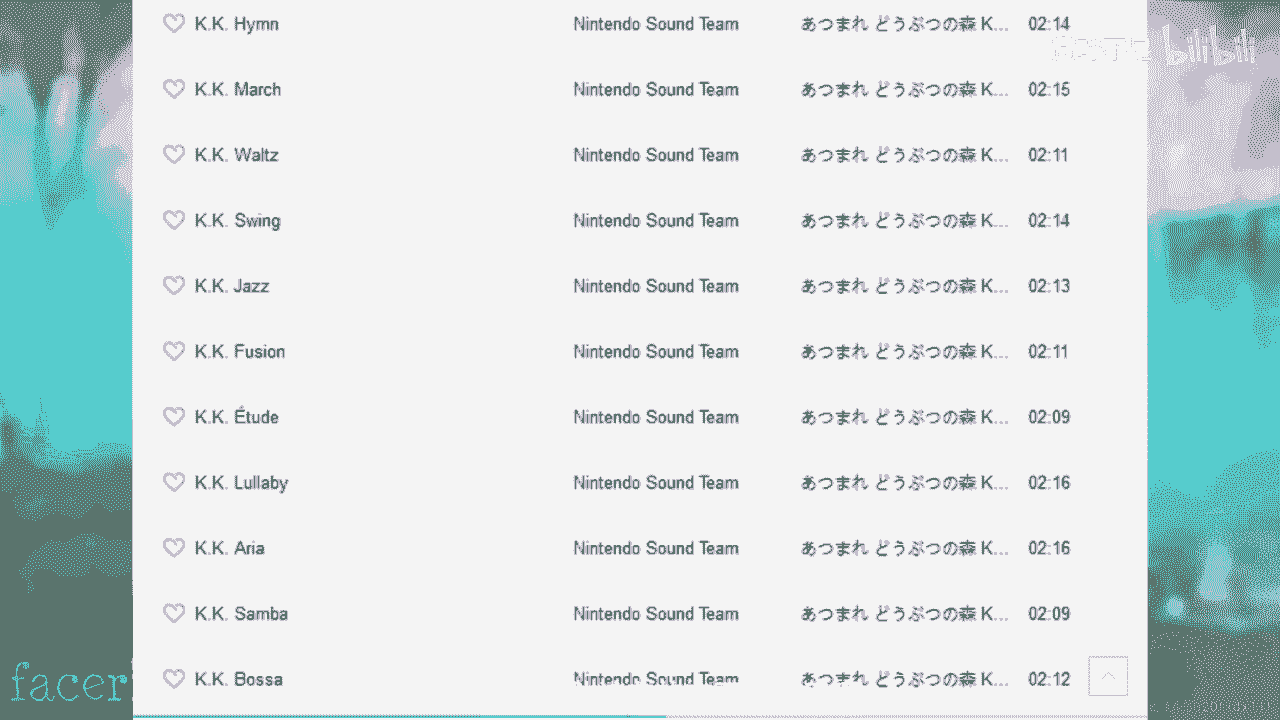 K.K. Hymn Nintendo Sound Team あつまれ どうぶつの森 K... 02:14
bilibili
K.K. March Nintendo Sound Team あつまれ どうぶつの森 K... 02:15
K.K. Waltz Nintendo Sound Team あつまれ どうぶつの森 K... 02:11
K.K. Swing Nintendo Sound Team あつまれ どうぶつの森 K... 02:14
K.K. Jazz Nintendo Sound Team あつまれ どうぶつの森 K... 02:13
K.K. Fusion Nintendo Sound Team あつまれ どうぶつの森 K... 02:11
K.K. Étude Nintendo Sound Team あつまれ どうぶつの森 K... 02:09
K.K. Lullaby Nintendo Sound Team あつまれ どうぶつの森 K... 02:16
K.K. Aria Nintendo Sound Team あつまれ どうぶつの森 K... 02:16
K.K. Samba Nintendo Sound Team あつまれ どうぶつの森 K... 02:09
K.K. Bossa Nintendo Sound Team あつまれ どうぶつの森 K... 02:12
facer